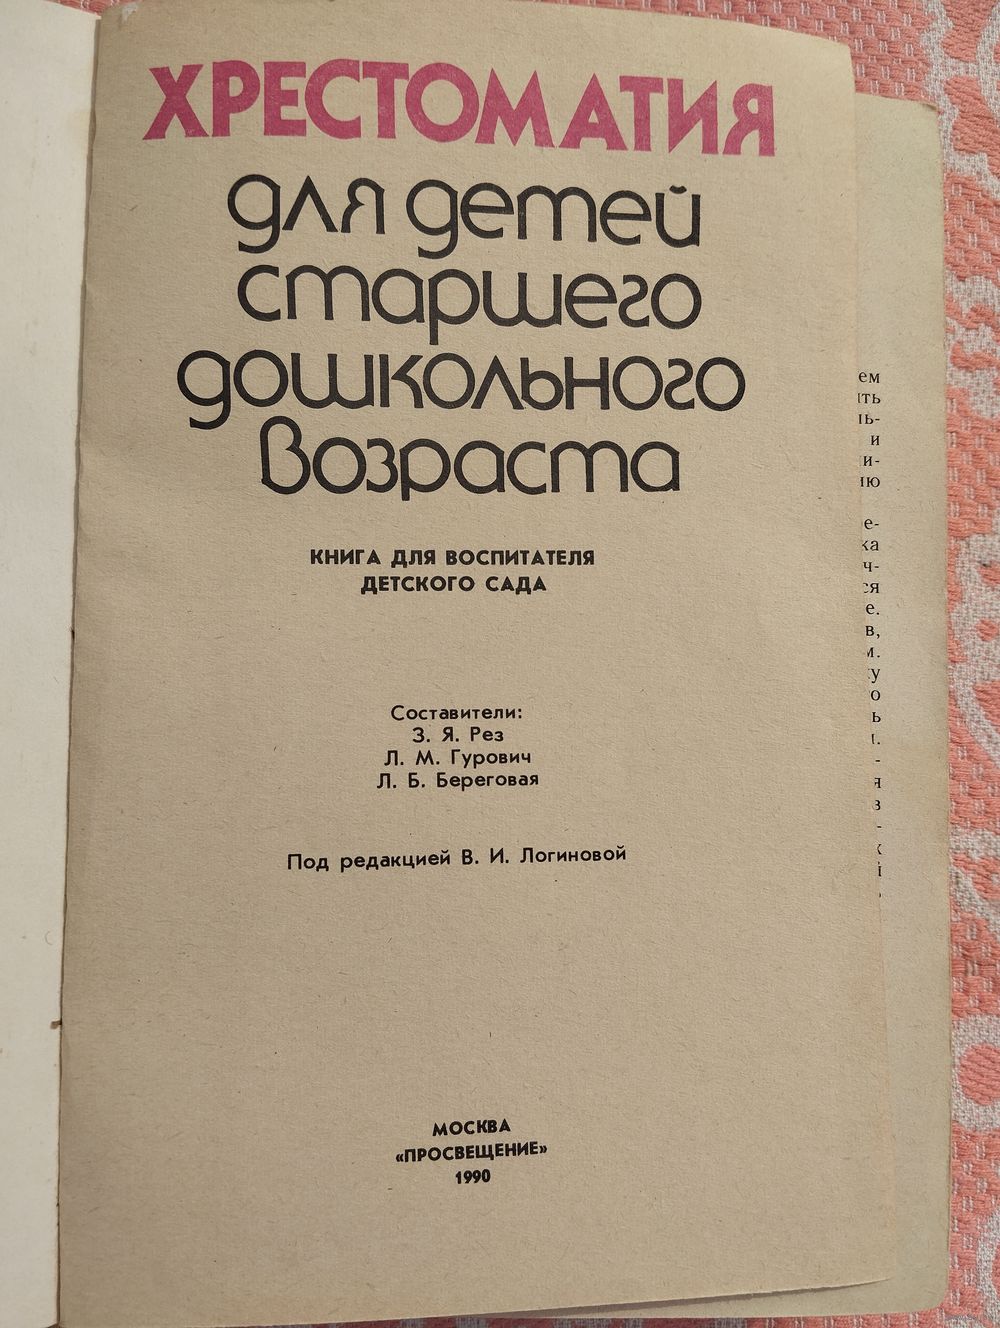 ХРЕСТОМАТИЯ
для детей
старшего
дошкольного
возраста
КНИГА ДЛЯ ВОСПИТАТЕЛЯ
ДЕТСКОГО САДА
Составители:
З. Я. Рез
Л. М. Гурович
Л. Б. Береговая
Под редакцией В. И. Логиновой
МОСКВА
«ПРОСВЕЩЕНИЕ»
1990